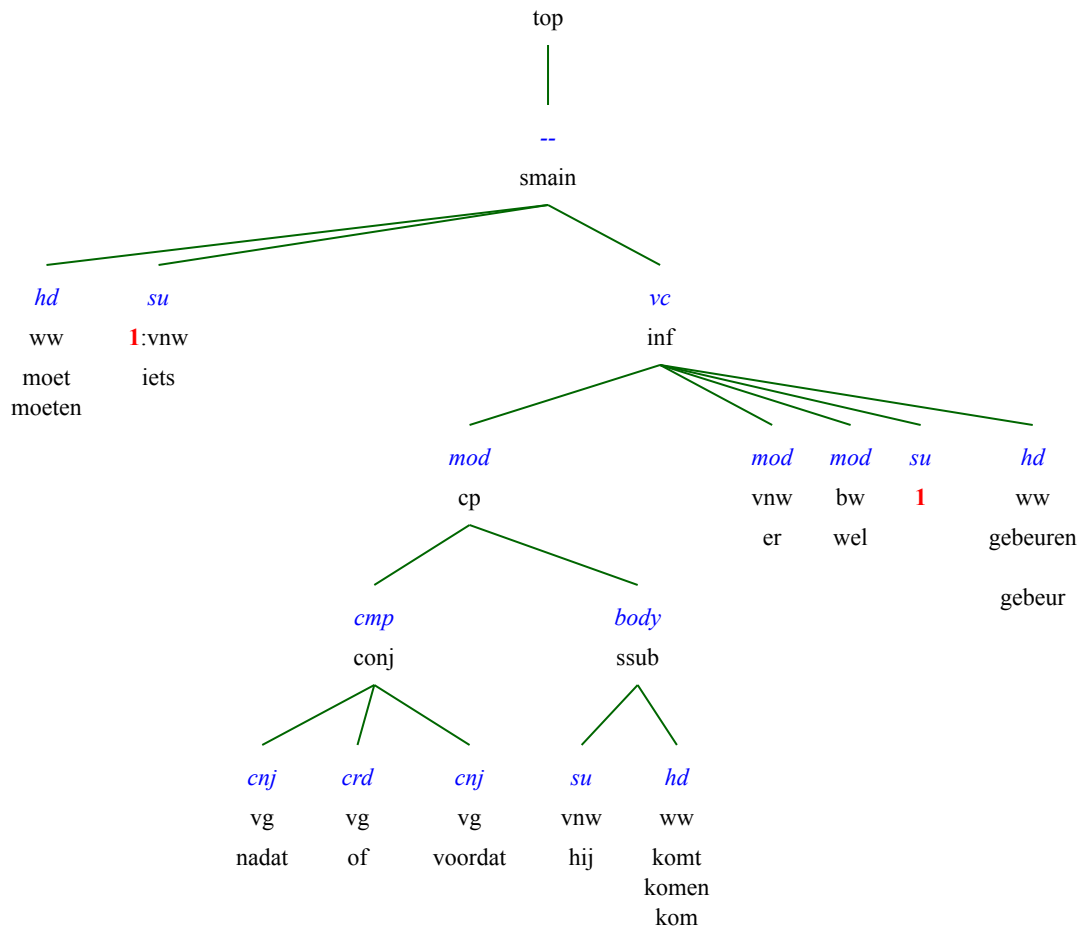 top
--
smain
hd su vc
ww 1:vnw inf
moet iets
moeten
mod mod mod su hd
cp vnw bw 1 ww
er wel gebeuren
gebeur
cmp body
conj ssub
cnj crd cnj su hd
vg vg vg vnw ww
nadat of voordat hij komt
komen
kom